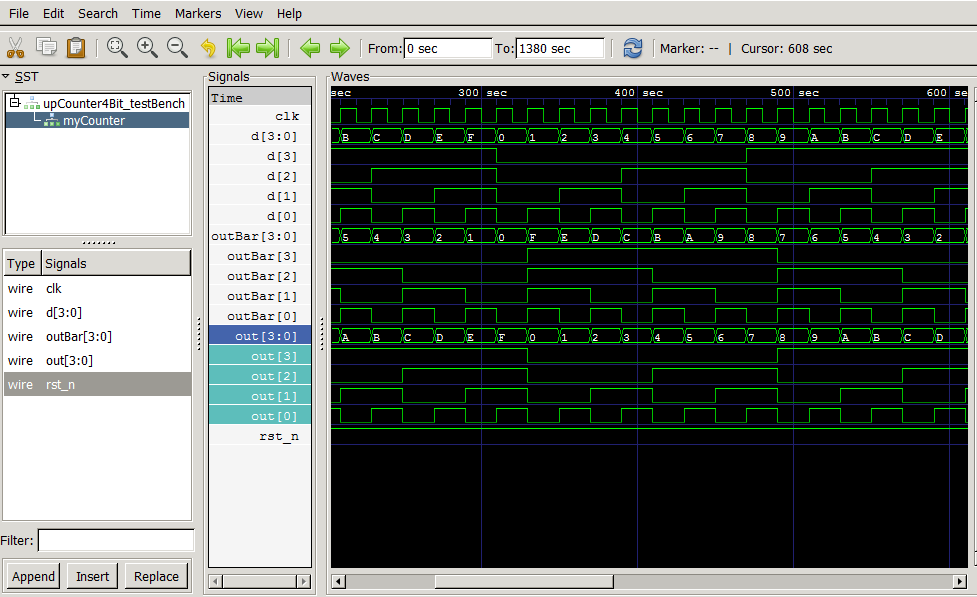 File Edit Search Time Markers View Help
From: 0 sec To: 1380 sec Marker: -- | Cursor: 608 sec
SST
upCounter4Bit_testBench
myCounter
Type Signals
wire clk
wire d[3:0]
wire outBar[3:0]
wire out[3:0]
wire rst_n
Filter:
Append Insert Replace
Signals
Time
clk
d[3:0]
d[3]
d[2]
d[1]
d[0]
outBar[3:0]
outBar[3]
outBar[2]
outBar[1]
outBar[0]
out[3:0]
out[3]
out[2]
out[1]
out[0]
rst_n
Waves
sec 300 sec 400 sec 500 sec 600 se
B C D E F 0 1 2 3 4 5 6 7 8 9 A B C D E
5 4 3 2 1 0 F E D C B A 9 8 7 6 5 4 3 2
A B C D E F 0 1 2 3 4 5 6 7 8 9 A B C D